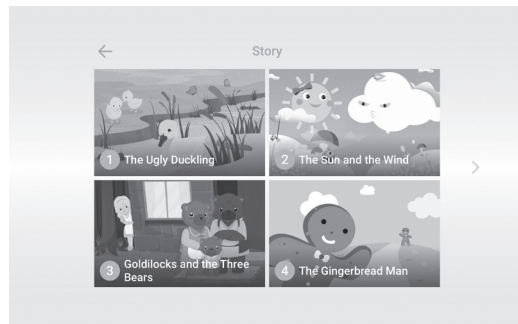 Story
1 The Ugly Duckling
2 The Sun and the Wind
3 Goldilocks and the Three
Bears
4 The Gingerbread Man